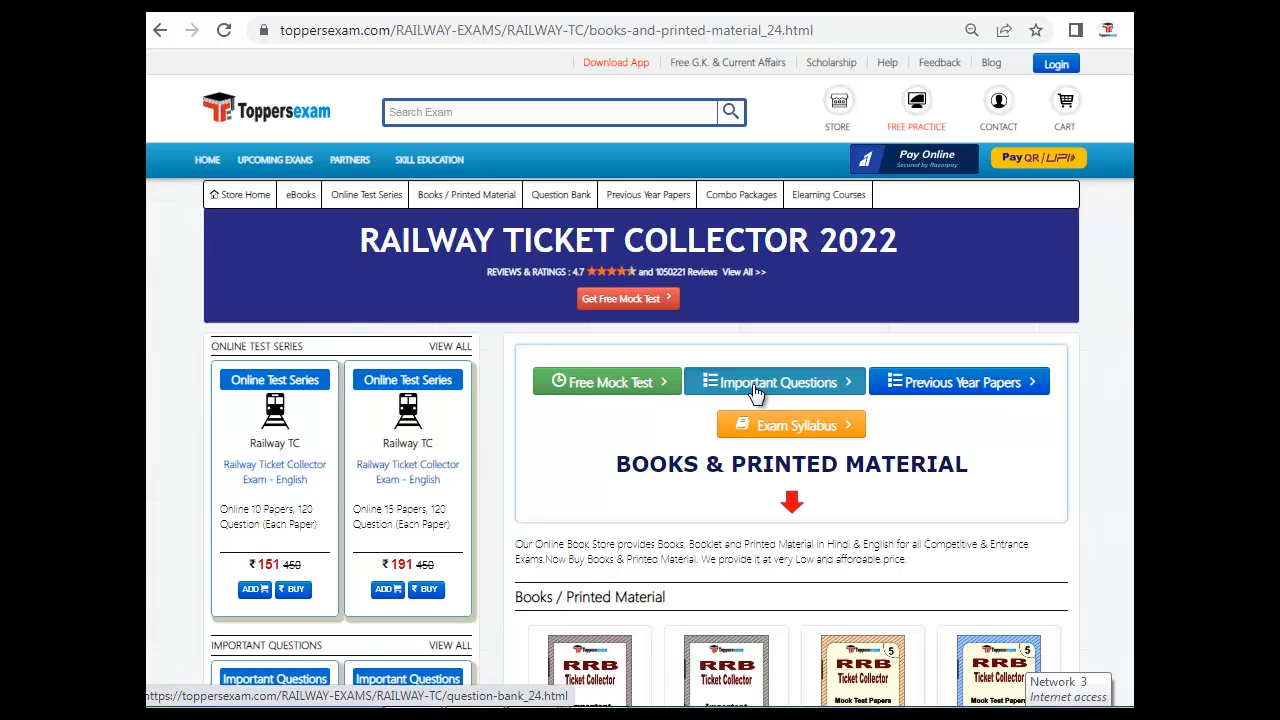 toppersexam.com/RAILWAY-EXAMS/RAILWAY-TC/books-and-printed-material_24.html
Download App
Free G.K. & Current Affairs
Scholarship
Help
Feedback
Blog
Login
Toppersexam
Search Exam
STORE
FREE PRACTICE
CONTACT
CART
HOME
UPCOMING EXAMS
PARTNERS
SKILL EDUCATION
Pay Online
Secured by Razorpay
Pay QR / UPI
Store Home
eBooks
Online Test Series
Books / Printed Material
Question Bank
Previous Year Papers
Combo Packages
Elearning Courses
RAILWAY TICKET COLLECTOR 2022
REVIEWS & RATINGS : 4.7 and 1050221 Reviews View All >>
Get Free Mock Test
ONLINE TEST SERIES
VIEW ALL
Online Test Series
Railway TC
Railway Ticket Collector
Exam - English
Online 10 Papers, 120
Question (Each Paper)
₹ 151 450
ADD
₹ BUY
Online Test Series
Railway TC
Railway Ticket Collector
Exam - English
Online 15 Papers, 120
Question (Each Paper)
₹ 191 450
ADD
₹ BUY
IMPORTANT QUESTIONS
VIEW ALL
Important Questions
Important Questions
Free Mock Test
Important Questions
Previous Year Papers
Exam Syllabus
BOOKS & PRINTED MATERIAL
Our Online Book Store provides Books, Booklet and Printed Material in Hindi & English for all Competitive & Entrance
Exams.Now Buy Books & Printed Material. We provide it at very Low and affordable price.
Books / Printed Material
Toppersexam
RRB
Ticket Collector
Important
Toppersexam
RRB
Ticket Collector
Important
Toppersexam
5
RRB
Ticket Collector
Mock Test Papers
Toppersexam
5
RRB
Ticket Collector
Mock Test Papers
https://toppersexam.com/RAILWAY-EXAMS/RAILWAY-TC/question-bank_24.html
Network 3
Internet access